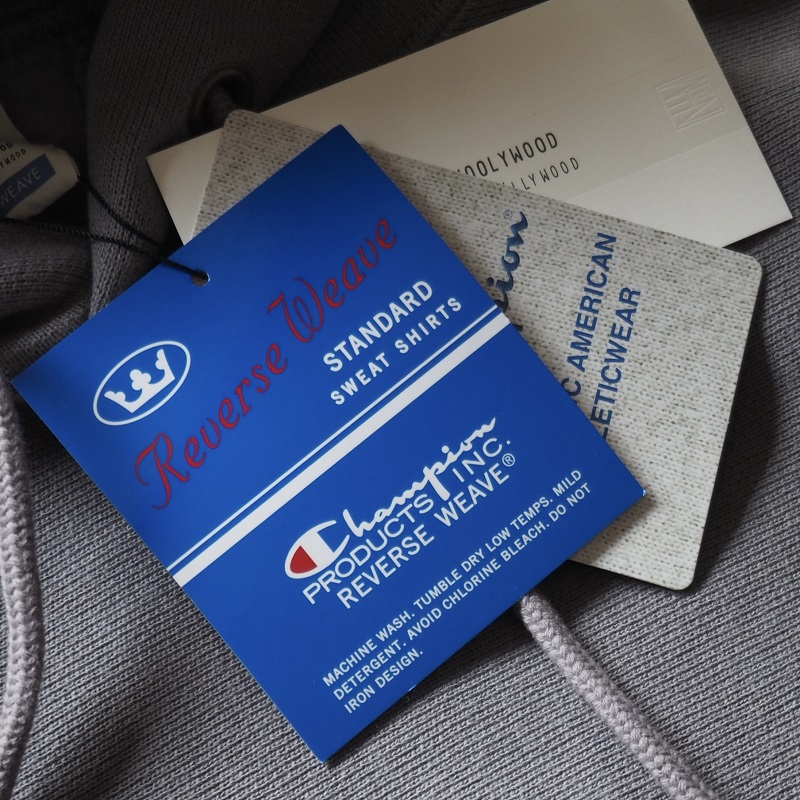 Reverse Weave
STANDARD
SWEAT SHIRTS
Champion
PRODUCTS INC.
REVERSE WEAVE®
MACHINE WASH. TUMBLE DRY LOW TEMPS. MILD
DETERGENT. AVOID CHLORINE BLEACH. DO NOT
IRON DESIGN.
AMERICAN
WEAVE